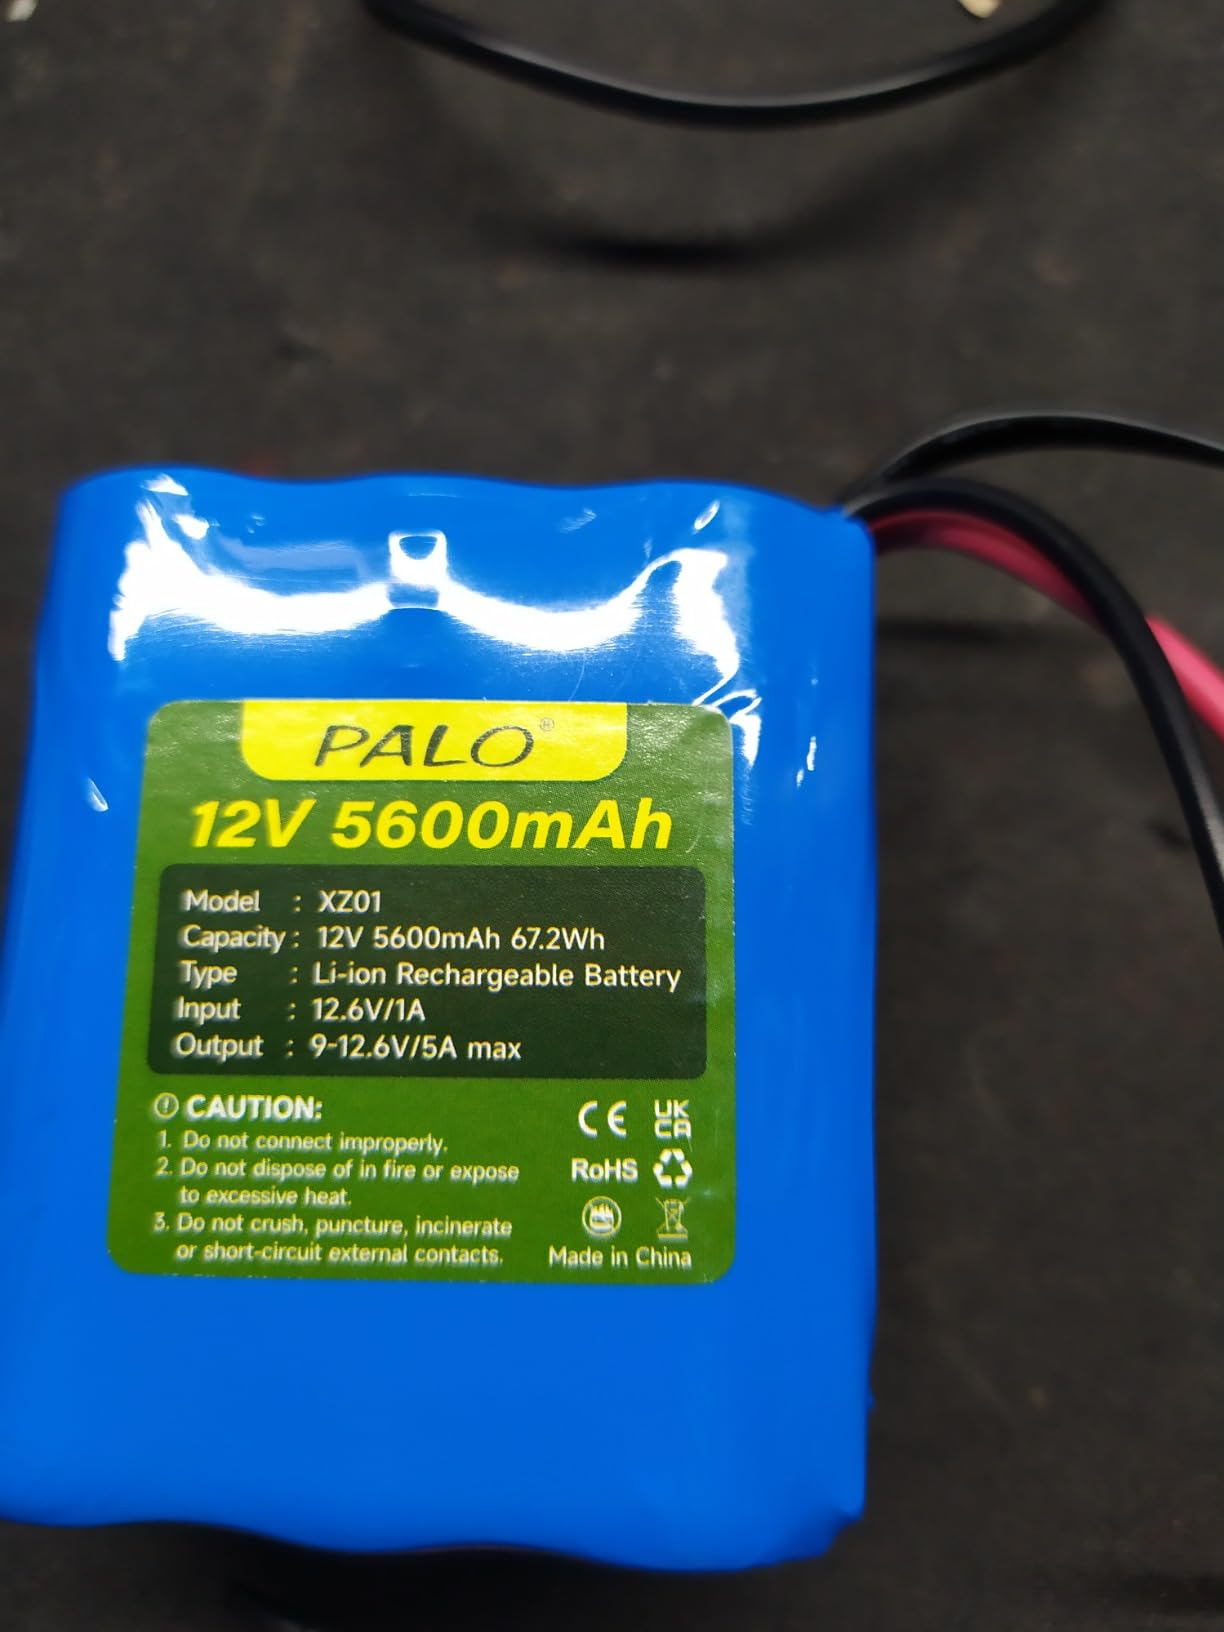 PALO®
12V 5600mAh
Model : XZ01
Capacity : 12V 5600mAh 67.2Wh
Type : Li-ion Rechargeable Battery
Input : 12.6V/1A
Output : 9-12.6V/5A max
CAUTION:
1. Do not connect improperly.
2. Do not dispose of in fire or expose
to excessive heat.
3. Do not crush, puncture, incinerate
or short-circuit external contacts.
CE UK
CA
RoHS
Made in China